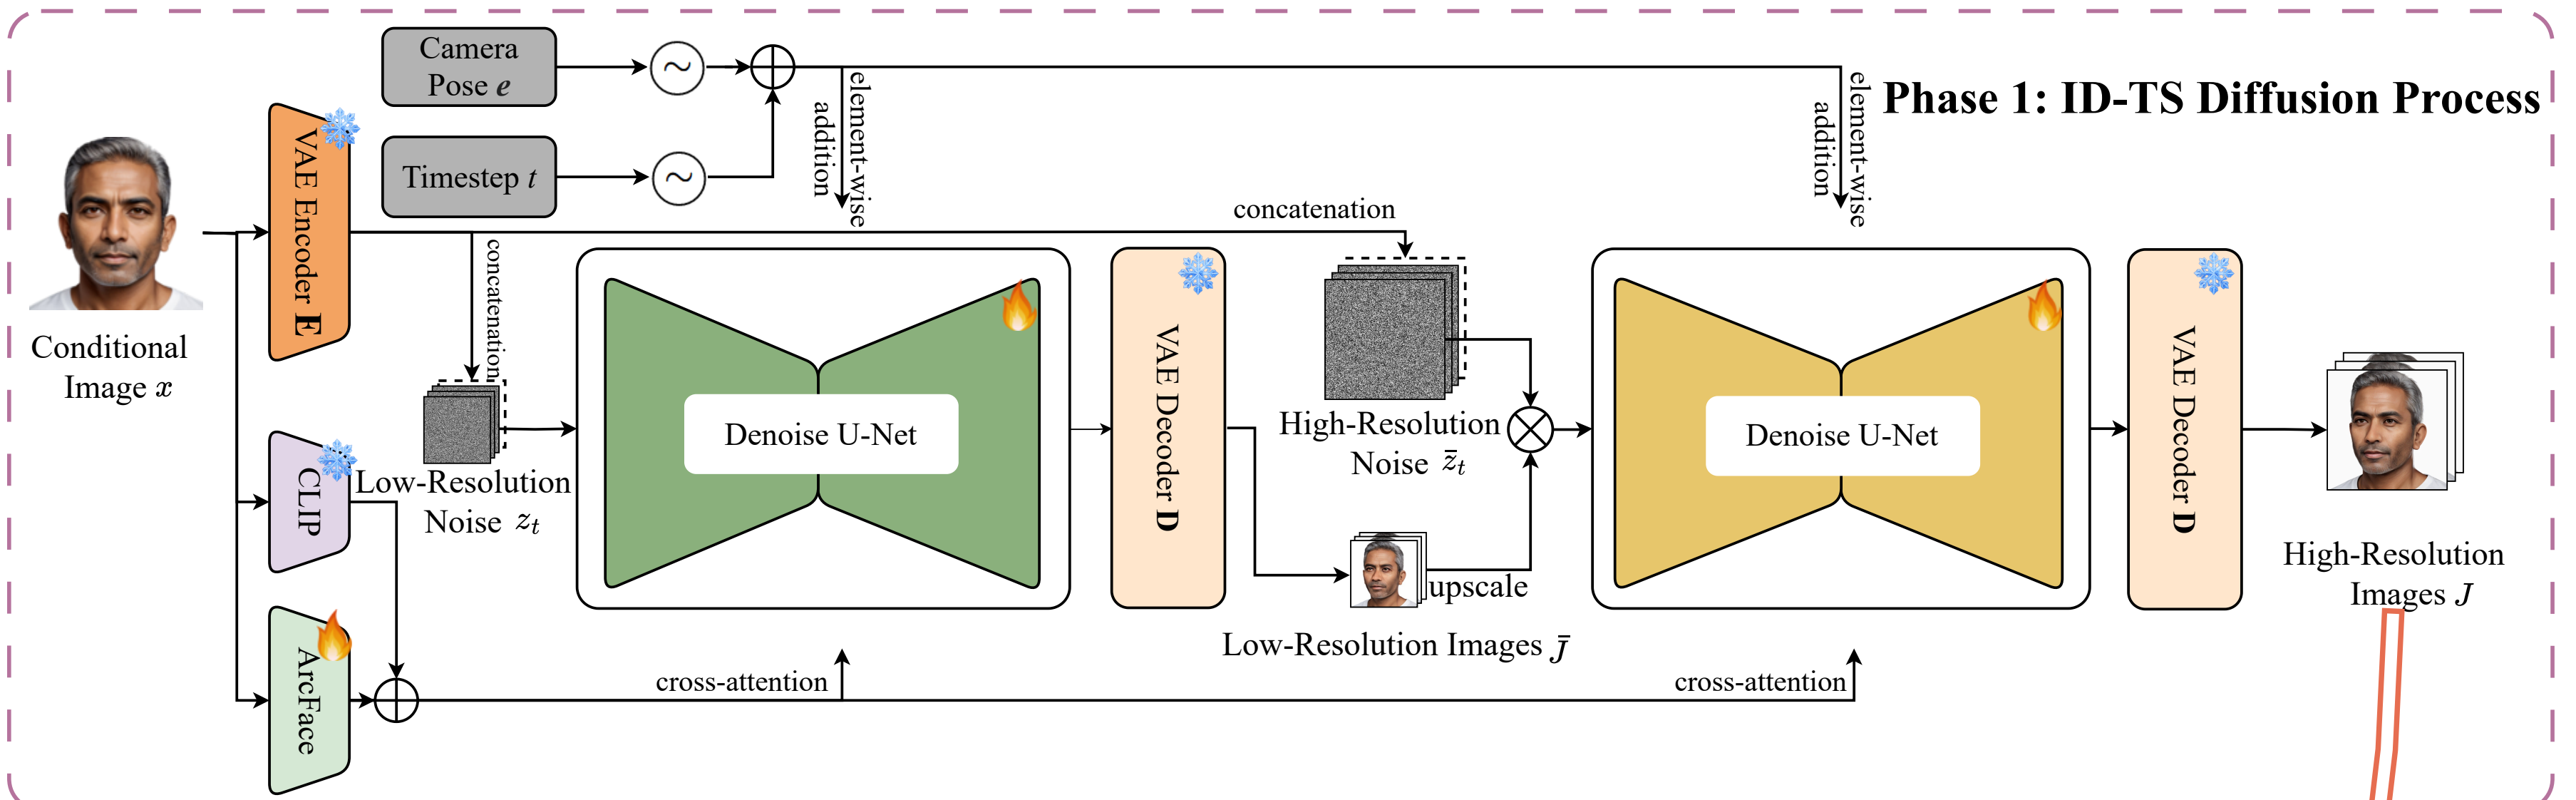 Camera
Pose e
Timestep t
element-wise
addition
element-wise
addition
Phase 1: ID-TS Diffusion Process
VAE Encoder E
concatenation
concatenation
Conditional
Image x
CLIP
ArcFace
Low-Resolution
Noise z_t
Denoise U-Net
VAE Decoder D
High-Resolution
Noise z̄_t
upscale
Low-Resolution Images J̄
Denoise U-Net
VAE Decoder D
High-Resolution
Images J
cross-attention
cross-attention